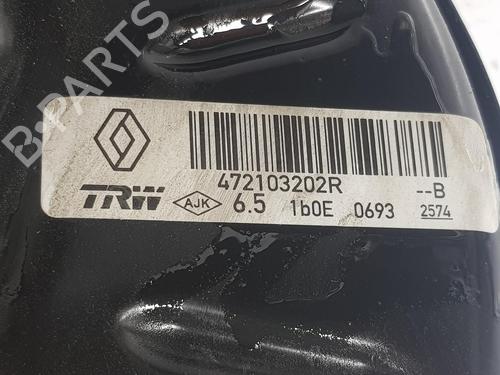 B-PARTS
472103202R --B
TRW AJK 6.5 1b0E 0693 2574